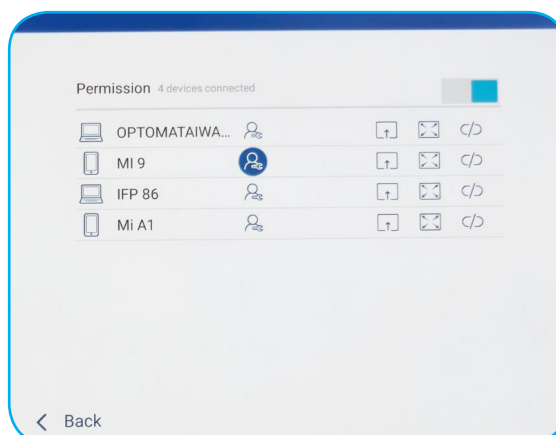 Permission 4 devices connected
OPTOMATAIWA...
MI 9
IFP 86
Mi A1
Back